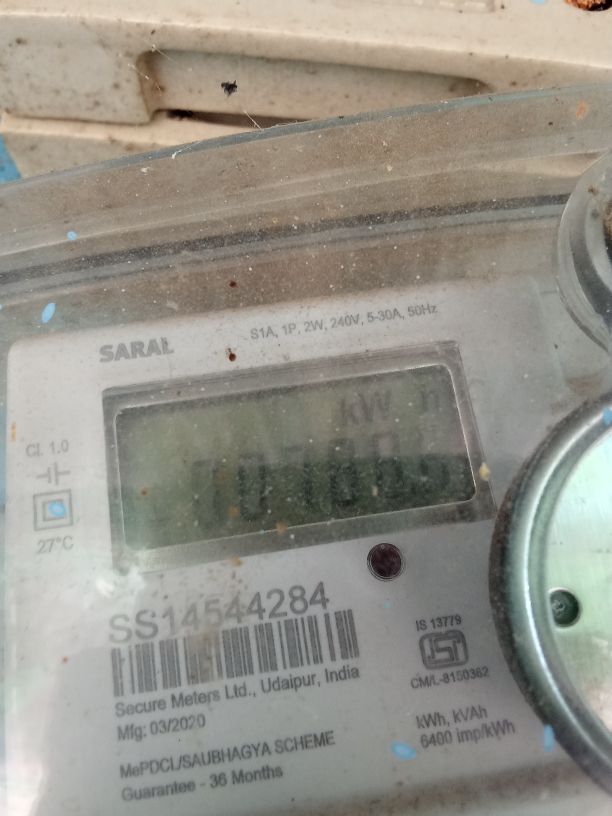 SARAL
S1A, 1P, 2W, 240V, 5-30A, 50Hz
Cl. 1.0
27°C
SS14544284
Secure Meters Ltd., Udaipur, India
Mfg: 03/2020
MePDCL/SAUBHAGYA SCHEME
Guarantee - 36 Months
IS 13779
ISI
CM/L-8150362
kWh, kVAh
6400 imp/kWh